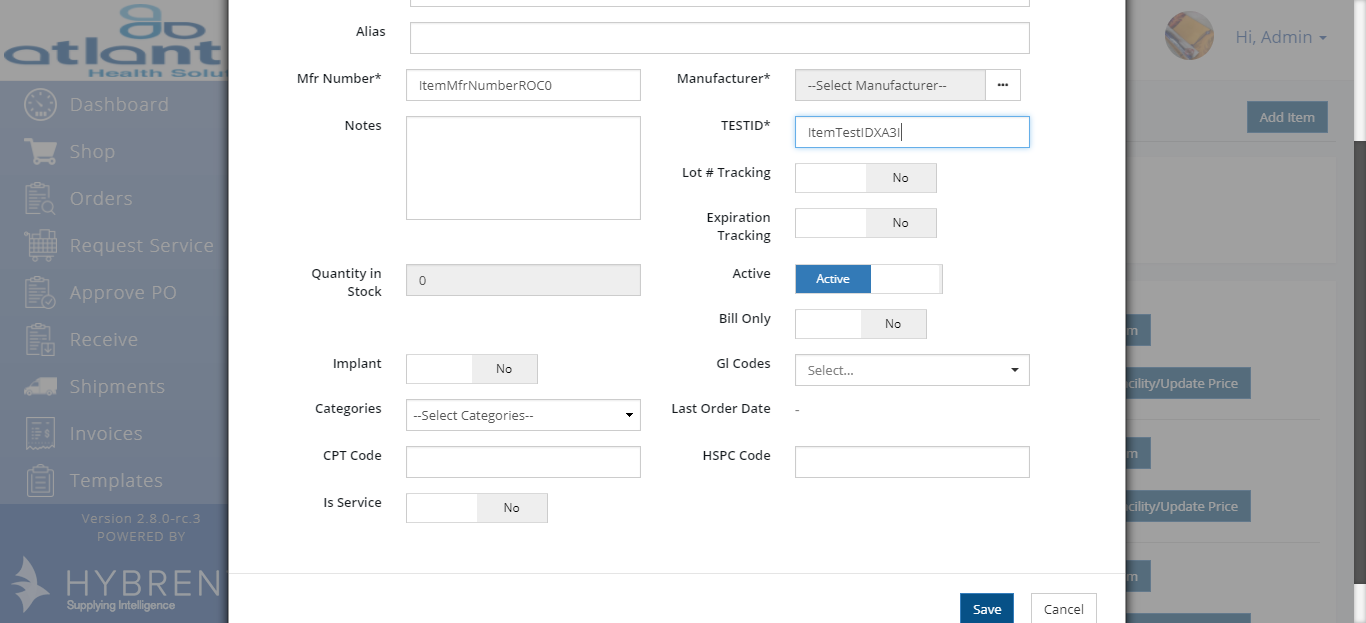 atlant
Health Solu
Hi, Admin
Dashboard
Shop
Orders
Request Service
Approve PO
Receive
Shipments
Invoices
Templates
Version 2.8.0-rc.3
POWERED BY
HYBREN
Supplying Intelligence
Alias
Mfr Number* ItemMfrNumberROC0
Manufacturer* --Select Manufacturer-- ...
Notes
TESTID* ItemTestIDXA3I
Lot # Tracking No
Expiration
Tracking No
Quantity in
Stock 0
Active Active
Bill Only No
Implant No
Gl Codes Select...
Categories --Select Categories--
Last Order Date -
CPT Code
HSPC Code
Is Service No
Save Cancel
Add Item
m
cility/Update Price
m
cility/Update Price
m